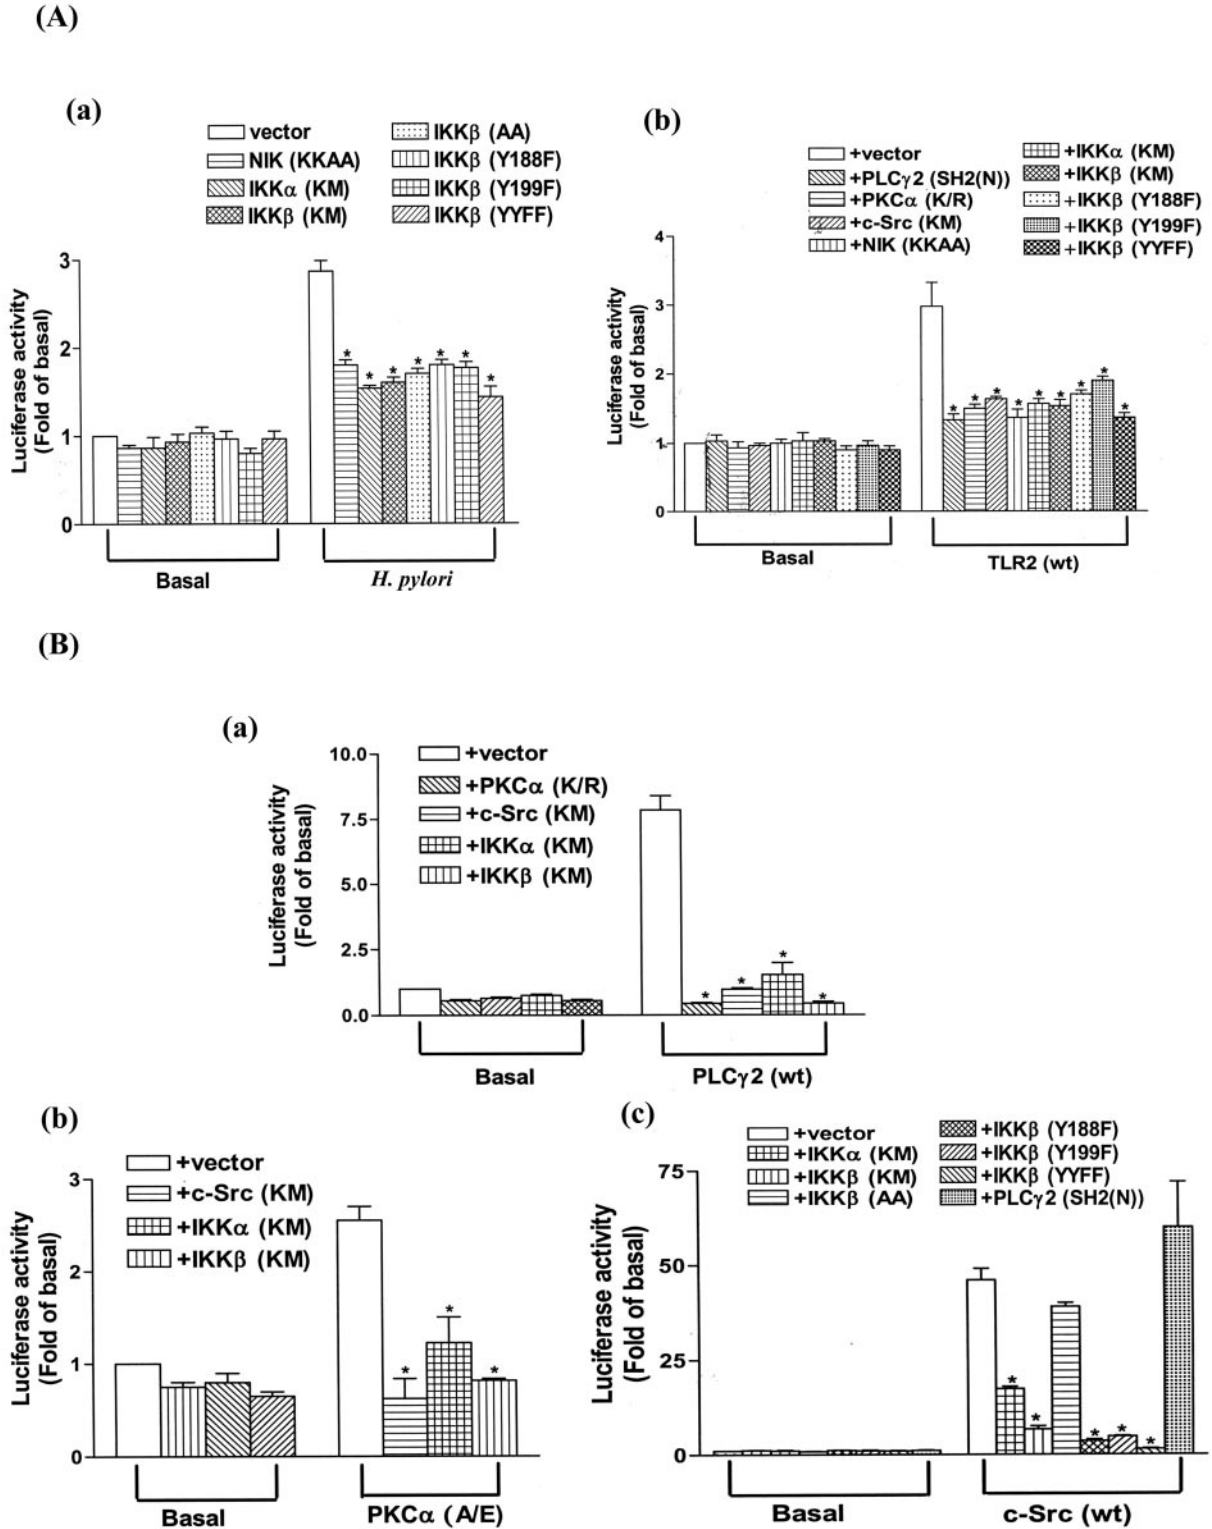 (A)
(a)
vector
NIK (KKAA)
IKKα (KM)
IKKβ (KM)
IKKβ (AA)
IKKβ (Y188F)
IKKβ (Y199F)
IKKβ (YYFF)
Luciferase activity
(Fold of basal)
3
2
1
0
* * * * * * *
Basal
H. pylori
(b)
+vector
+PLCγ2 (SH2(N))
+PKCα (K/R)
+c-Src (KM)
+NIK (KKAA)
+IKKα (KM)
+IKKβ (KM)
+IKKβ (Y188F)
+IKKβ (Y199F)
+IKKβ (YYFF)
Luciferase activity
(Fold of basal)
4
3
2
1
0
* * * * * * * * *
Basal
TLR2 (wt)
(B)
(a)
+vector
+PKCα (K/R)
+c-Src (KM)
+IKKα (KM)
+IKKβ (KM)
Luciferase activity
(Fold of basal)
10.0
7.5
5.0
2.5
0.0
* * * *
Basal
PLCγ2 (wt)
(b)
+vector
+c-Src (KM)
+IKKα (KM)
+IKKβ (KM)
Luciferase activity
(Fold of basal)
3
2
1
0
* * *
Basal
PKCα (A/E)
(c)
+vector
+IKKα (KM)
+IKKβ (KM)
+IKKβ (AA)
+IKKβ (Y188F)
+IKKβ (Y199F)
+IKKβ (YYFF)
+PLCγ2 (SH2(N))
Luciferase activity
(Fold of basal)
75
50
25
0
* * * * *
Basal
c-Src (wt)